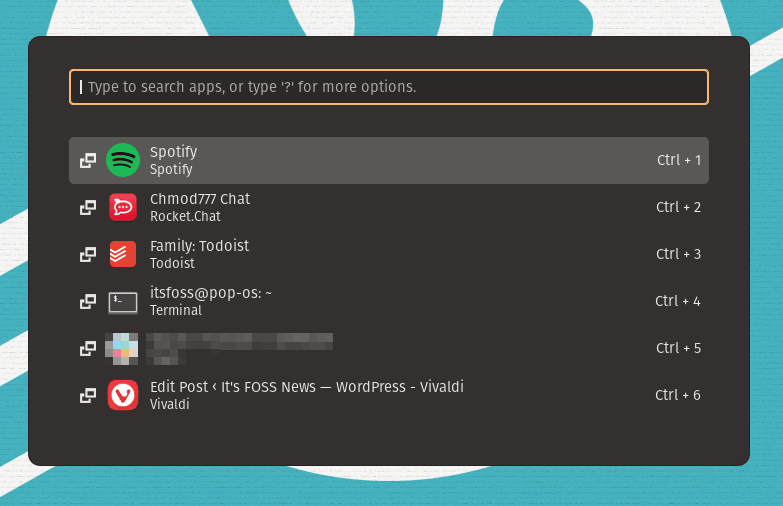 Type to search apps, or type '?' for more options.
Spotify
Spotify
Ctrl + 1
Chmod777 Chat
Rocket.Chat
Ctrl + 2
Family: Todoist
Todoist
Ctrl + 3
$_
itsfoss@pop-os: ~
Terminal
Ctrl + 4
Ctrl + 5
Edit Post ‹ It's FOSS News — WordPress - Vivaldi
Vivaldi
Ctrl + 6